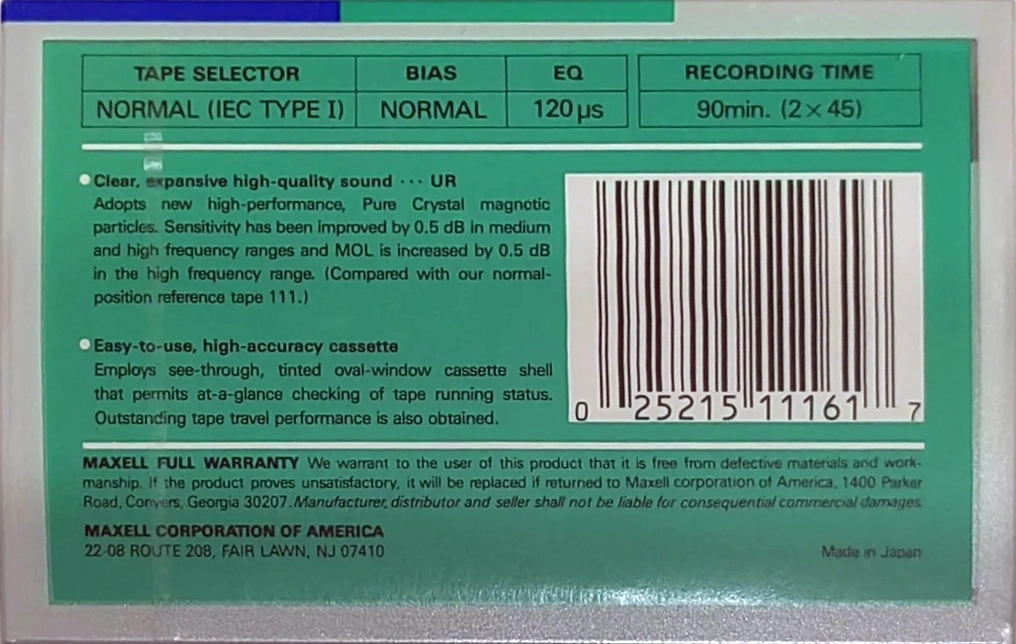 TAPE SELECTOR BIAS EQ RECORDING TIME
NORMAL (IEC TYPE I) NORMAL 120 µs 90min. (2 × 45)
Clear, expansive high-quality sound ··· UR
Adopts new high-performance, Pure Crystal magnetic
particles. Sensitivity has been improved by 0.5 dB in medium
and high frequency ranges and MOL is increased by 0.5 dB
in the high frequency range. (Compared with our normal-
position reference tape 111.)
Easy-to-use, high-accuracy cassette
Employs see-through, tinted oval-window cassette shell
that permits at-a-glance checking of tape running status.
Outstanding tape travel performance is also obtained.
0 25215 11161 7
MAXELL FULL WARRANTY We warrant to the user of this product that it is free from defective materials and work-
manship. If the product proves unsatisfactory, it will be replaced if returned to Maxell corporation of America, 1400 Parker
Road, Conyers, Georgia 30207. Manufacturer, distributor and seller shall not be liable for consequential commercial damages.
MAXELL CORPORATION OF AMERICA
22-08 ROUTE 208, FAIR LAWN, NJ 07410
Made in Japan